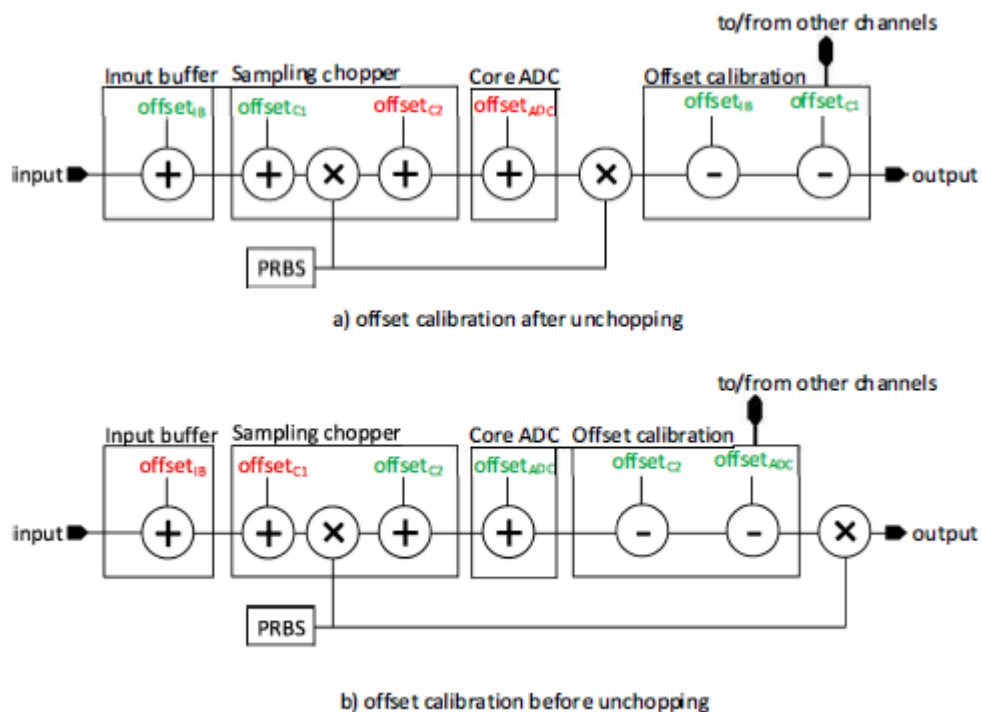 to/from other channels
Input buffer Sampling chopper Core ADC Offset calibration
offsetIB offsetC1 offsetC2 offsetADC offsetIB offsetC1
input + + × + + × - - output
PRBS
a) offset calibration after unchopping
to/from other channels
Input buffer Sampling chopper Core ADC Offset calibration
offsetIB offsetC1 offsetC2 offsetADC offsetC2 offsetADC
input + + × + + - - × output
PRBS
b) offset calibration before unchopping